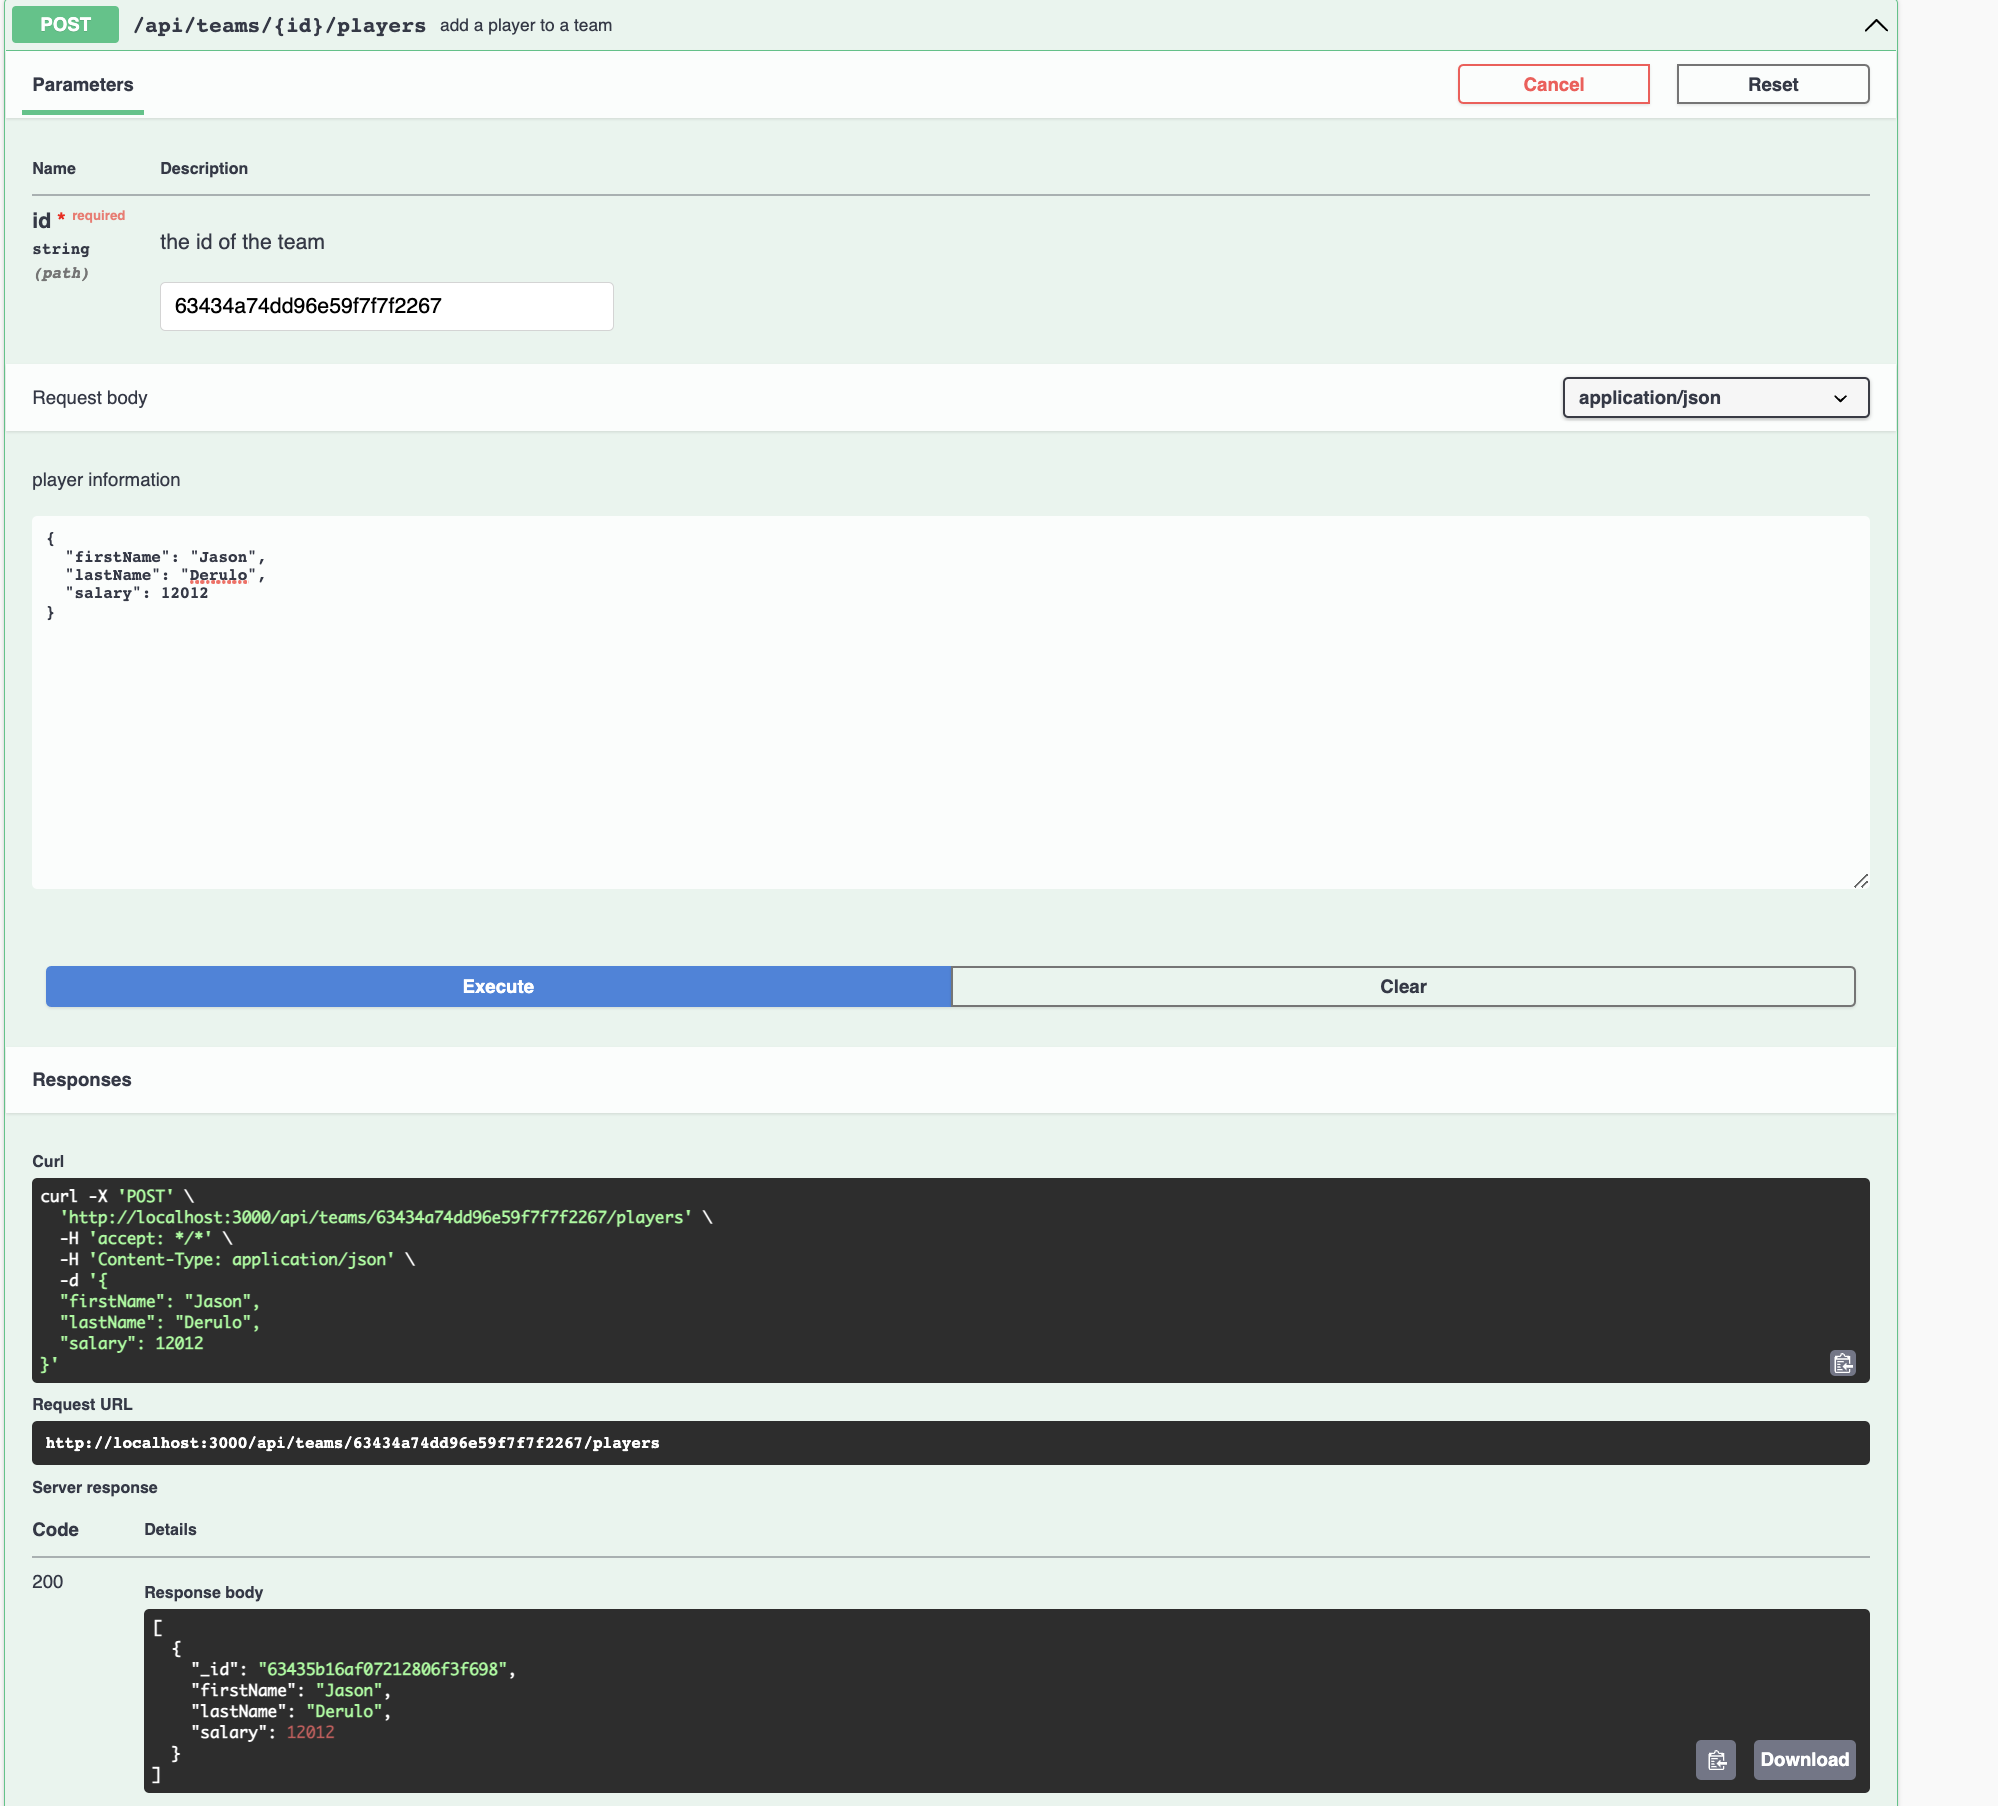 POST /api/teams/{id}/players add a player to a team
Parameters
Cancel
Reset
Name Description
id * required
string
(path)
the id of the team
63434a74dd96e59f7f7f2267
Request body
application/json
player information
{
  "firstName": "Jason",
  "lastName": "Derulo",
  "salary": 12012
}
Execute
Clear
Responses
Curl
curl -X 'POST' \
  'http://localhost:3000/api/teams/63434a74dd96e59f7f7f2267/players' \
  -H 'accept: */*' \
  -H 'Content-Type: application/json' \
  -d '{
  "firstName": "Jason",
  "lastName": "Derulo",
  "salary": 12012
}'
Request URL
http://localhost:3000/api/teams/63434a74dd96e59f7f7f2267/players
Server response
Code Details
200
Response body
[
  {
    "_id": "63435b16af07212806f3f698",
    "firstName": "Jason",
    "lastName": "Derulo",
    "salary": 12012
  }
]
Download